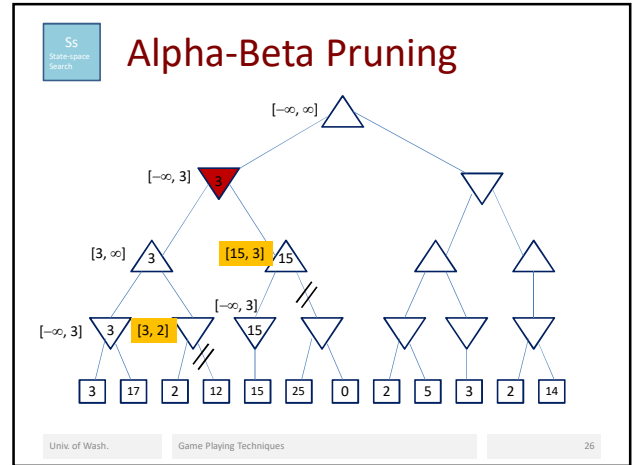 Ss
State-space
Search
Alpha-Beta Pruning
[−∞, ∞]
[−∞, 3]
3
[3, ∞]
3
[15, 3]
15
[−∞, 3]
[−∞, 3]
3
[3, 2]
15
3 17 2 12 15 25 0 2 5 3 2 14
Univ. of Wash. Game Playing Techniques 26